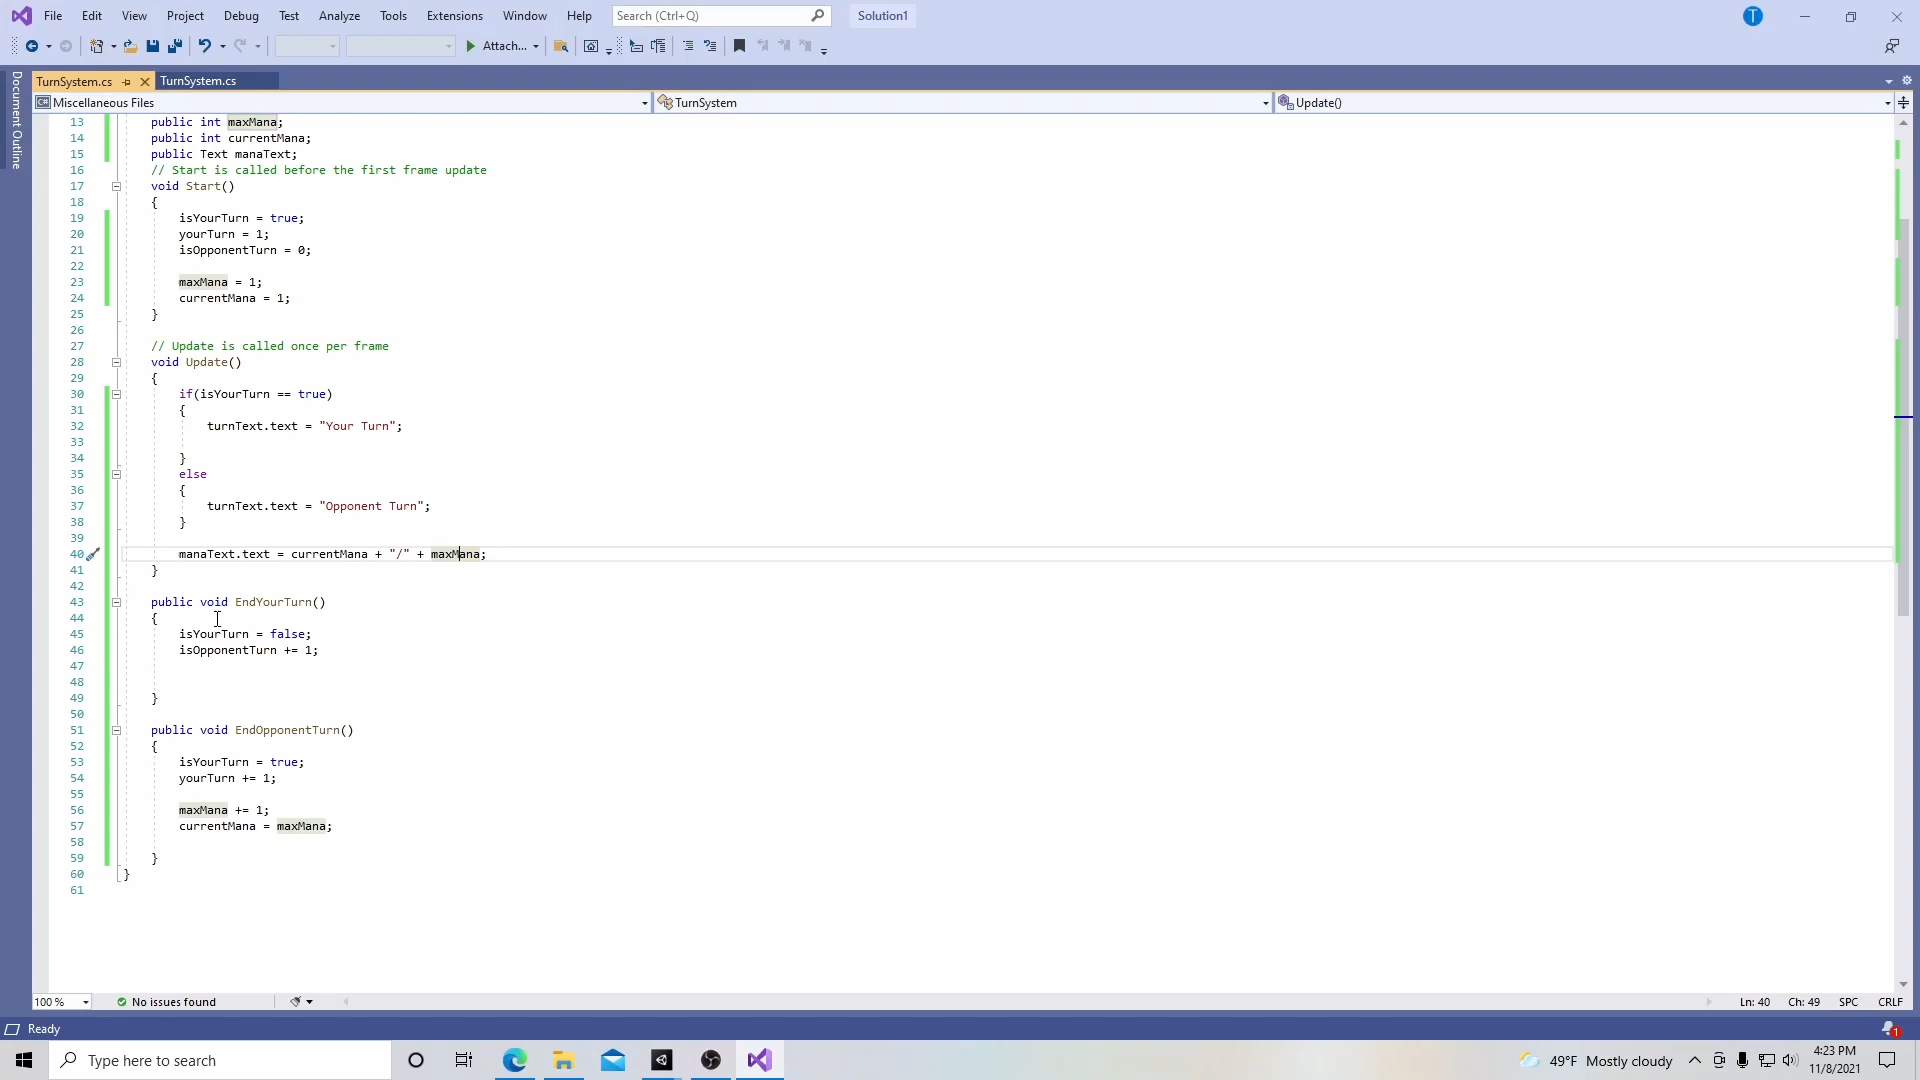 File Edit View Project Debug Test Analyze Tools Extensions Window Help Search (Ctrl+Q) Solution1 T
Attach...
TurnSystem.cs TurnSystem.cs
Document Outline
C# Miscellaneous Files TurnSystem Update()
13 public int maxMana;
14 public int currentMana;
15 public Text manaText;
16 // Start is called before the first frame update
17 void Start()
18 {
19 isYourTurn = true;
20 yourTurn = 1;
21 isOpponentTurn = 0;
22
23 maxMana = 1;
24 currentMana = 1;
25 }
26
27 // Update is called once per frame
28 void Update()
29 {
30 if(isYourTurn == true)
31 {
32 turnText.text = "Your Turn";
33
34 }
35 else
36 {
37 turnText.text = "Opponent Turn";
38 }
39
40 manaText.text = currentMana + "/" + maxMana;
41 }
42
43 public void EndYourTurn()
44 {
45 isYourTurn = false;
46 isOpponentTurn += 1;
47
48
49 }
50
51 public void EndOpponentTurn()
52 {
53 isYourTurn = true;
54 yourTurn += 1;
55
56 maxMana += 1;
57 currentMana = maxMana;
58
59 }
60 }
61
100 % No issues found Ln: 40 Ch: 49 SPC CRLF
Ready 1
Type here to search 49°F Mostly cloudy 4:23 PM
11/8/2021